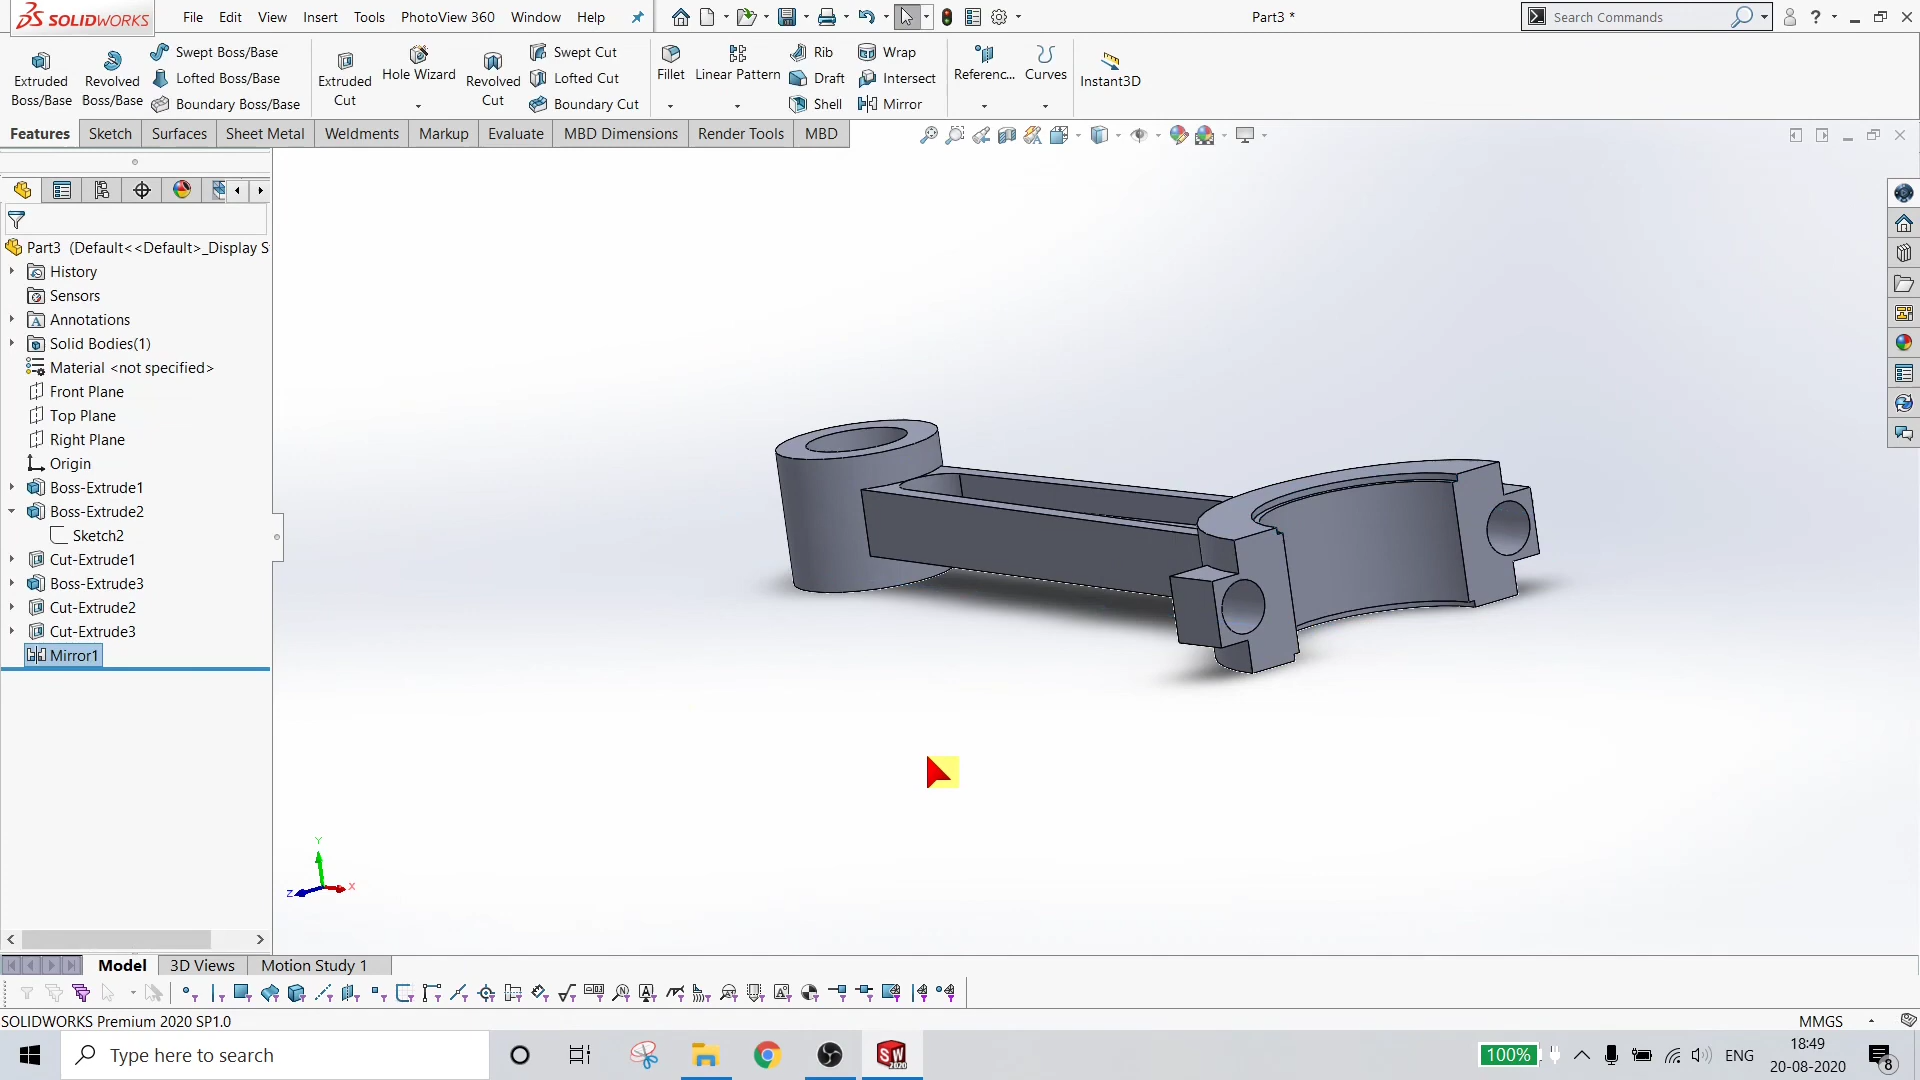 SOLIDWORKS File Edit View Insert Tools PhotoView 360 Window Help Part3 * Search Commands ?
Extruded Boss/Base
Revolved Boss/Base
Swept Boss/Base
Lofted Boss/Base
Boundary Boss/Base
Extruded Cut
Hole Wizard
Revolved Cut
Swept Cut
Lofted Cut
Boundary Cut
Fillet
Linear Pattern
Rib
Draft
Shell
Wrap
Intersect
Mirror
Referenc...
Curves
Instant3D
Features Sketch Surfaces Sheet Metal Weldments Markup Evaluate MBD Dimensions Render Tools MBD
Part3 (Default<<Default>_Display S
History
Sensors
Annotations
Solid Bodies(1)
Material <not specified>
Front Plane
Top Plane
Right Plane
Origin
Boss-Extrude1
Boss-Extrude2
Sketch2
Cut-Extrude1
Boss-Extrude3
Cut-Extrude2
Cut-Extrude3
Mirror1
Y
Z X
Model 3D Views Motion Study 1
SOLIDWORKS Premium 2020 SP1.0 MMGS
Type here to search
SW 2020
100% ENG
18:49
20-08-2020
8